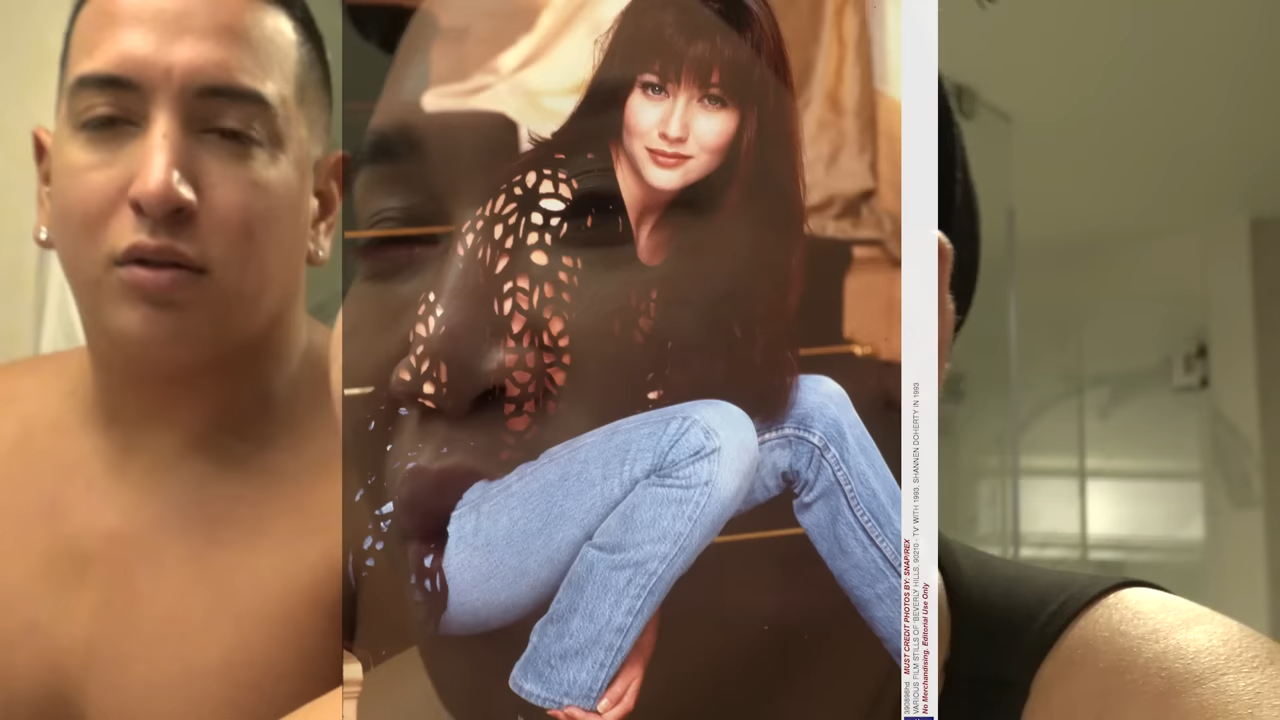 390896hd MUST CREDIT PHOTOS BY: SNAP/REX
VARIOUS FILM STILLS OF 'BEVERLY HILLS, 90210 - TV' WITH 1993, SHANNEN DOHERTY IN 1993
No Merchandising. Editorial Use Only